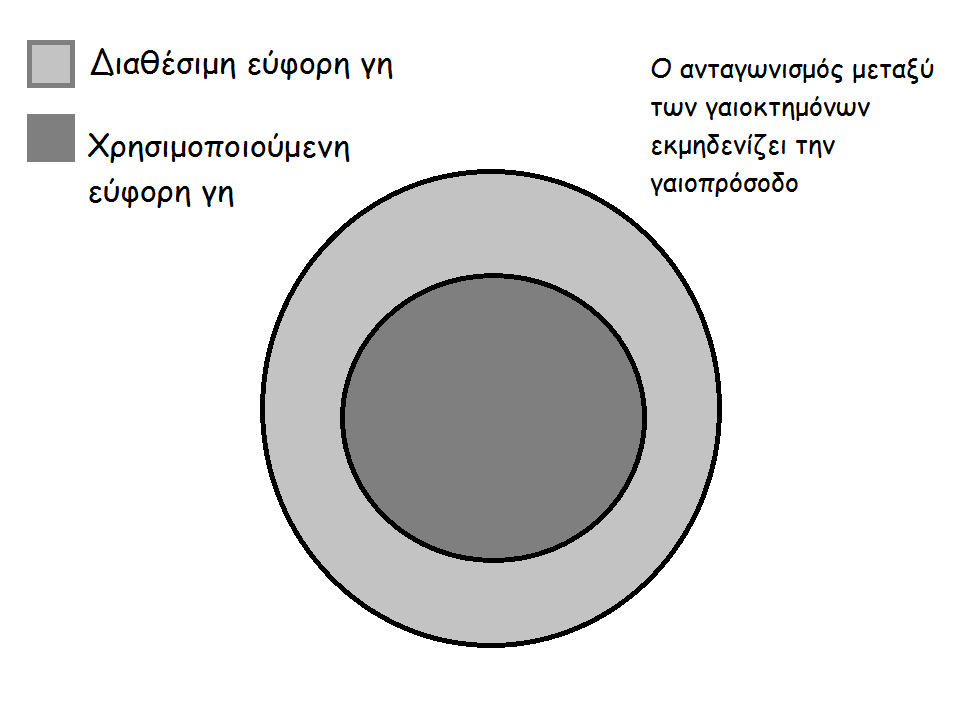 Διαθέσιμη εύφορη γη
Χρησιμοποιούμενη
εύφορη γη
Ο ανταγωνισμός μεταξύ
των γαιοκτημόνων
εκμηδενίζει την
γαιοπρόσοδο